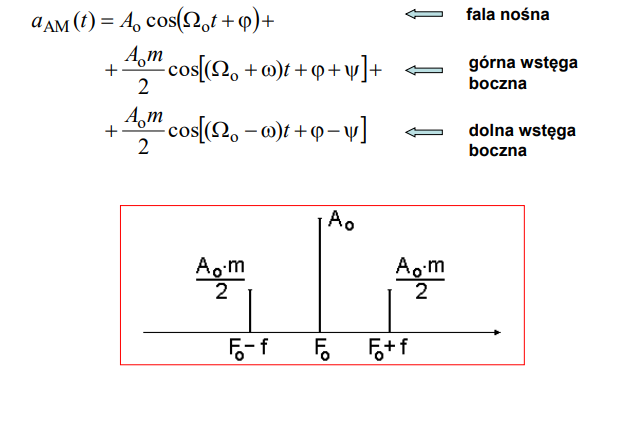 a_AM (t) = A_o cos(Ω_o t + φ) + fala nośna
+ A_o m / 2 cos[(Ω_o + ω)t + φ + ψ] + górna wstęga
boczna
+ A_o m / 2 cos[(Ω_o − ω)t + φ − ψ] dolna wstęga
boczna
A_o
A_o·m / 2 A_o·m / 2
F_o − f F_o F_o + f